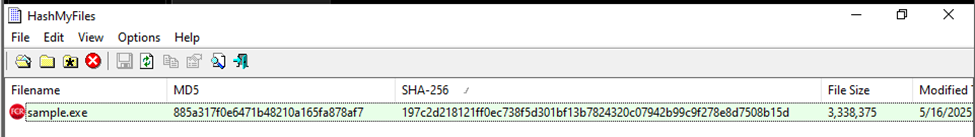 HashMyFiles
File Edit View Options Help
Filename MD5 SHA-256 File Size Modified T
sample.exe 885a317f0e6471b48210a165fa878af7 197c2d218121ff0ec738f5d301bf13b7824320c07942b99c9f278e8d7508b15d 3,338,375 5/16/202